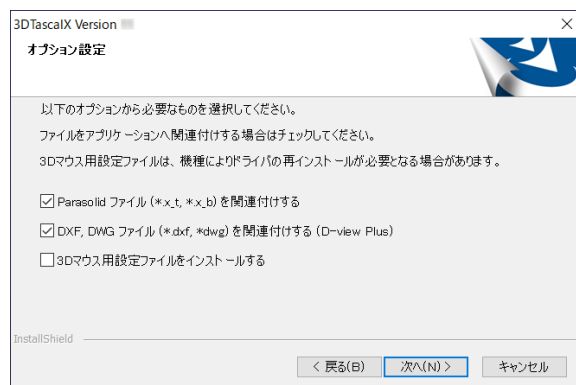 3DTascalX Version
オプション設定
以下のオプションから必要なものを選択してください。
ファイルをアプリケーションへ関連付けする場合はチェックしてください。
3Dマウス用設定ファイルは、機種によりドライバの再インストールが必要となる場合があります。
Parasolid ファイル (*.x_t, *.x_b) を関連付けする
DXF, DWG ファイル (*.dxf, *dwg) を関連付けする (D-view Plus)
3Dマウス用設定ファイルをインストールする
InstallShield
< 戻る(B)
次へ(N) >
キャンセル